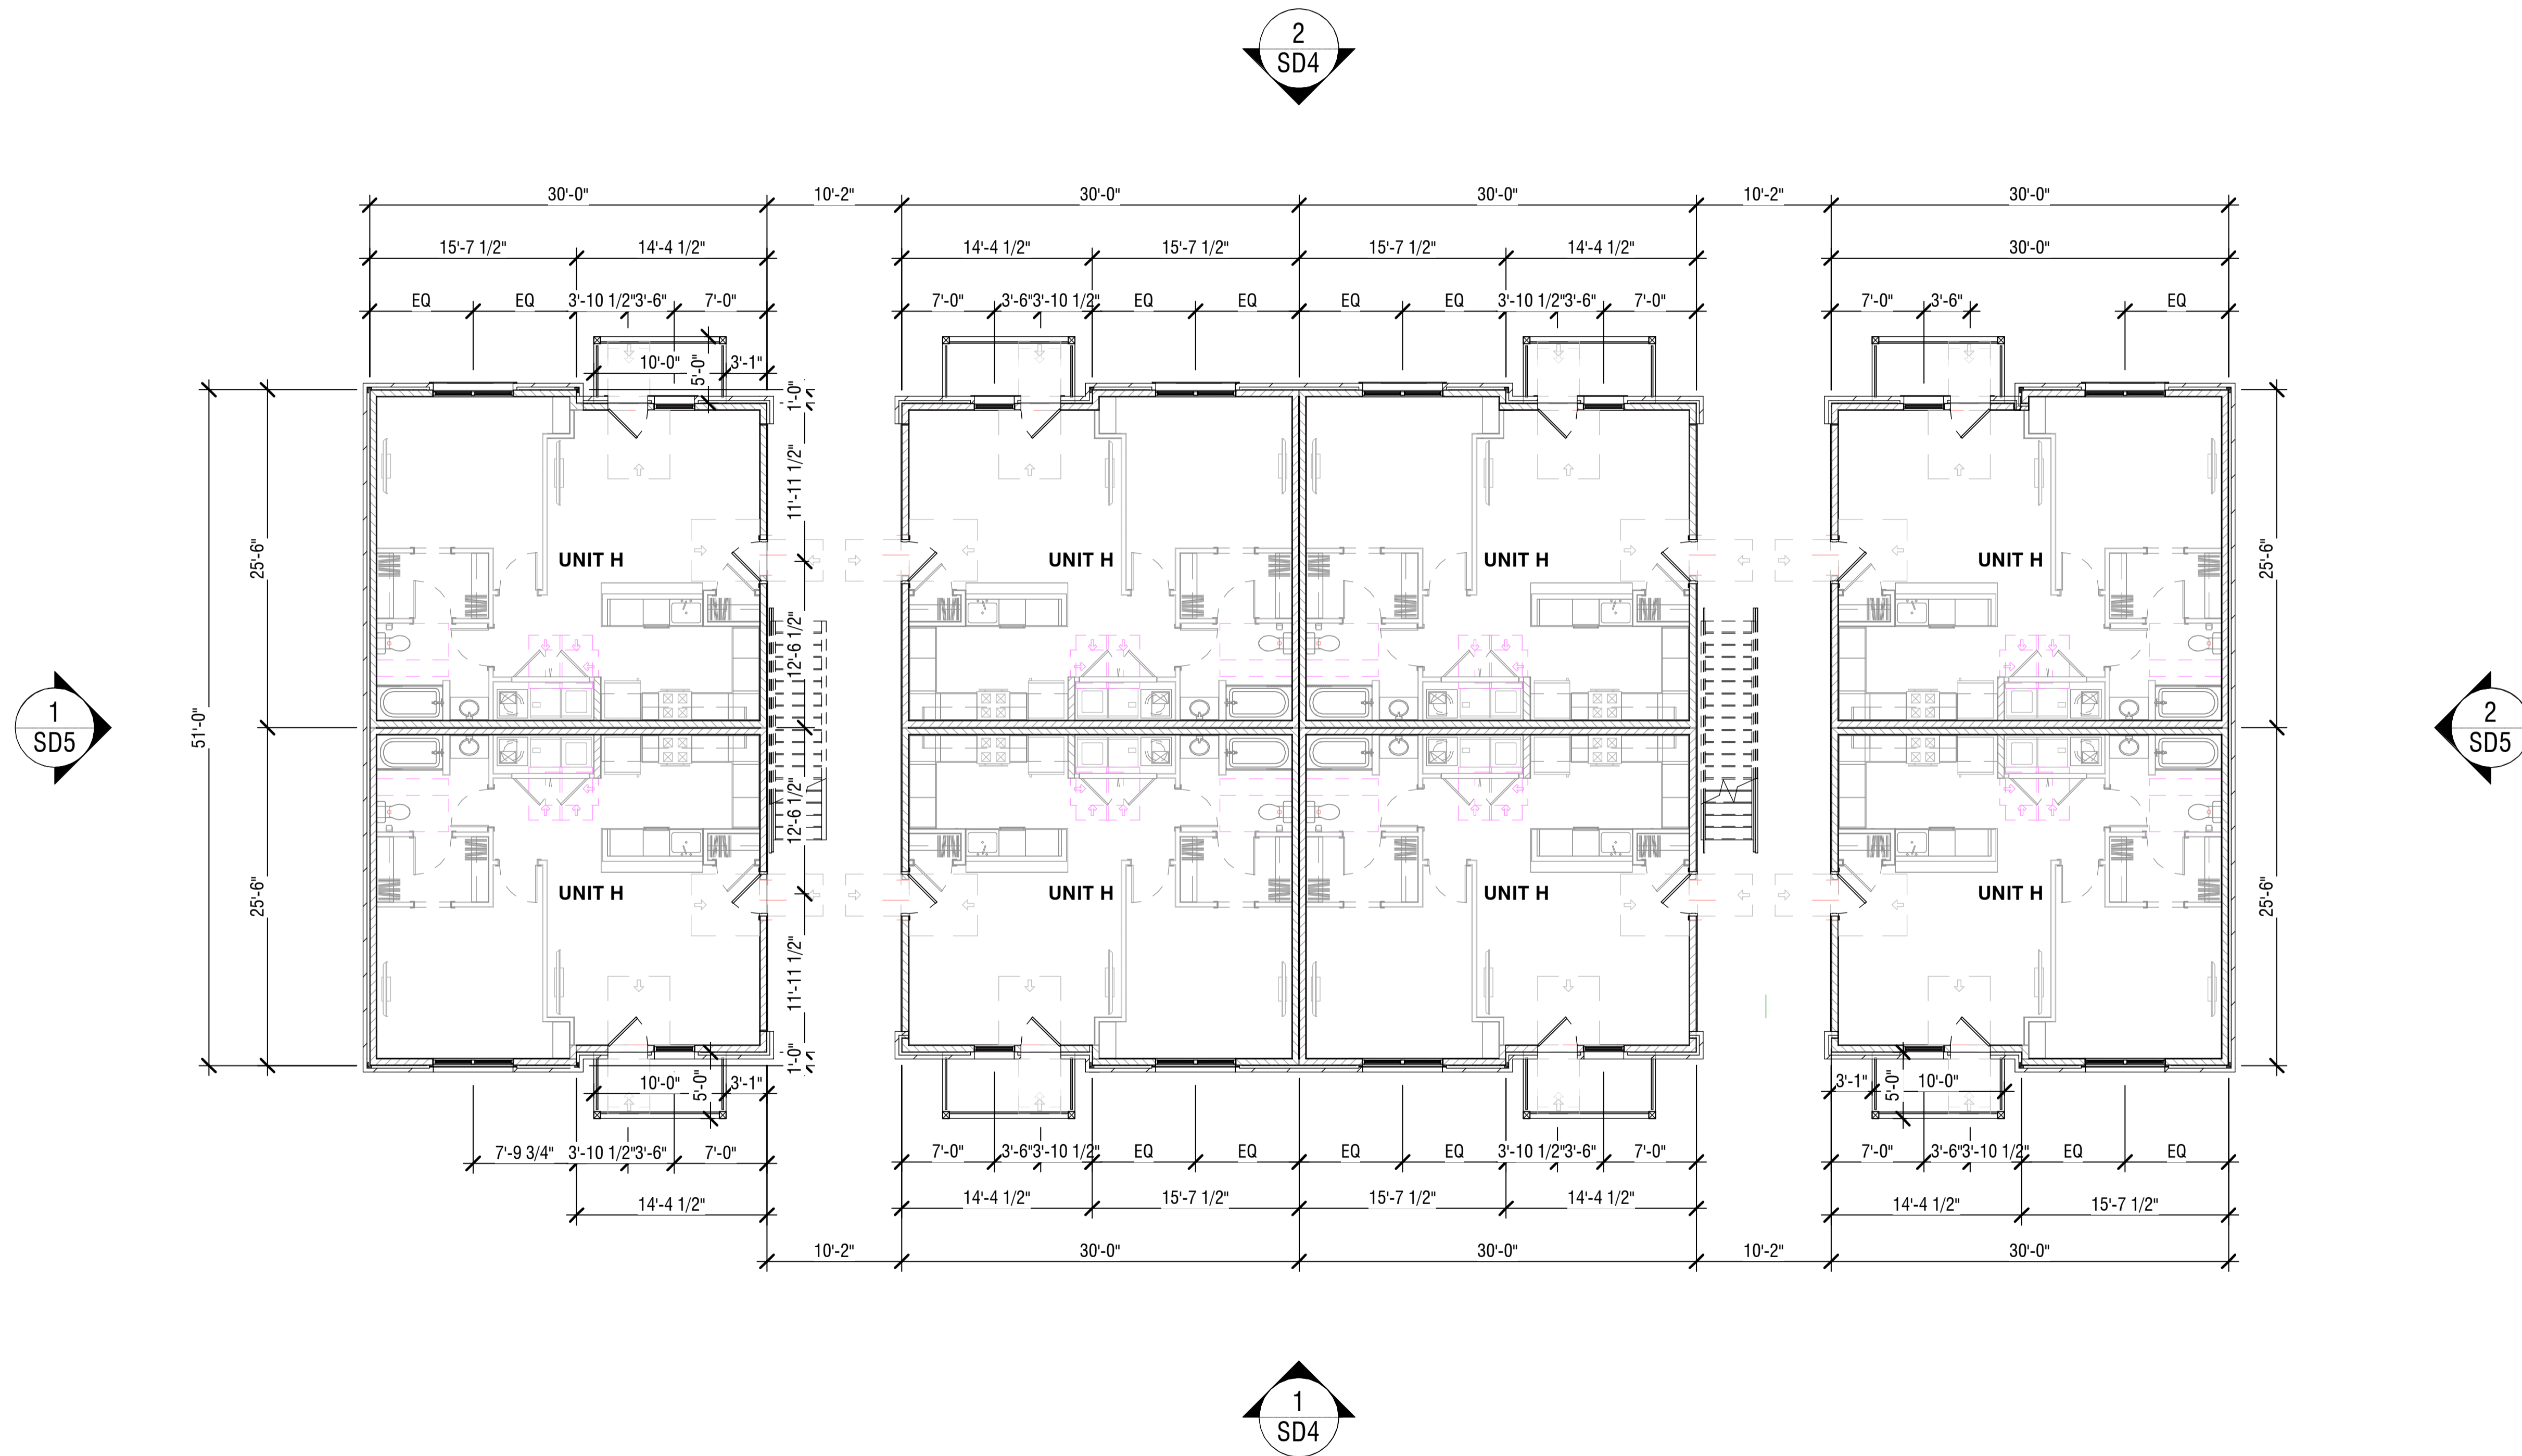 2
SD4
30'-0" 10'-2" 30'-0" 30'-0" 10'-2" 30'-0"
15'-7 1/2" 14'-4 1/2" 14'-4 1/2" 15'-7 1/2" 15'-7 1/2" 14'-4 1/2" 30'-0"
EQ EQ 3'-10 1/2" 3'-6" 7'-0" 7'-0" 3'-6" 3'-10 1/2" EQ EQ EQ EQ 3'-10 1/2" 3'-6" 7'-0" 7'-0" 3'-6" EQ
10'-0" 5'-0" 3'-1"
1'-0"
11'-11 1/2"
25'-6" UNIT H UNIT H UNIT H UNIT H 25'-6"
12'-6 1/2"
1
SD5
51'-0"
2
SD5
12'-6 1/2"
25'-6" UNIT H UNIT H UNIT H UNIT H 25'-6"
11'-11 1/2"
1'-0"
10'-0" 5'-0" 3'-1" 3'-1" 5'-0" 10'-0"
7'-9 3/4" 3'-10 1/2" 3'-6" 7'-0" 7'-0" 3'-6" 3'-10 1/2" EQ EQ EQ EQ 3'-10 1/2" 3'-6" 7'-0" 7'-0" 3'-6" 3'-10 1/2" EQ EQ
14'-4 1/2" 14'-4 1/2" 15'-7 1/2" 15'-7 1/2" 14'-4 1/2" 14'-4 1/2" 15'-7 1/2"
10'-2" 30'-0" 30'-0" 10'-2" 30'-0"
1
SD4